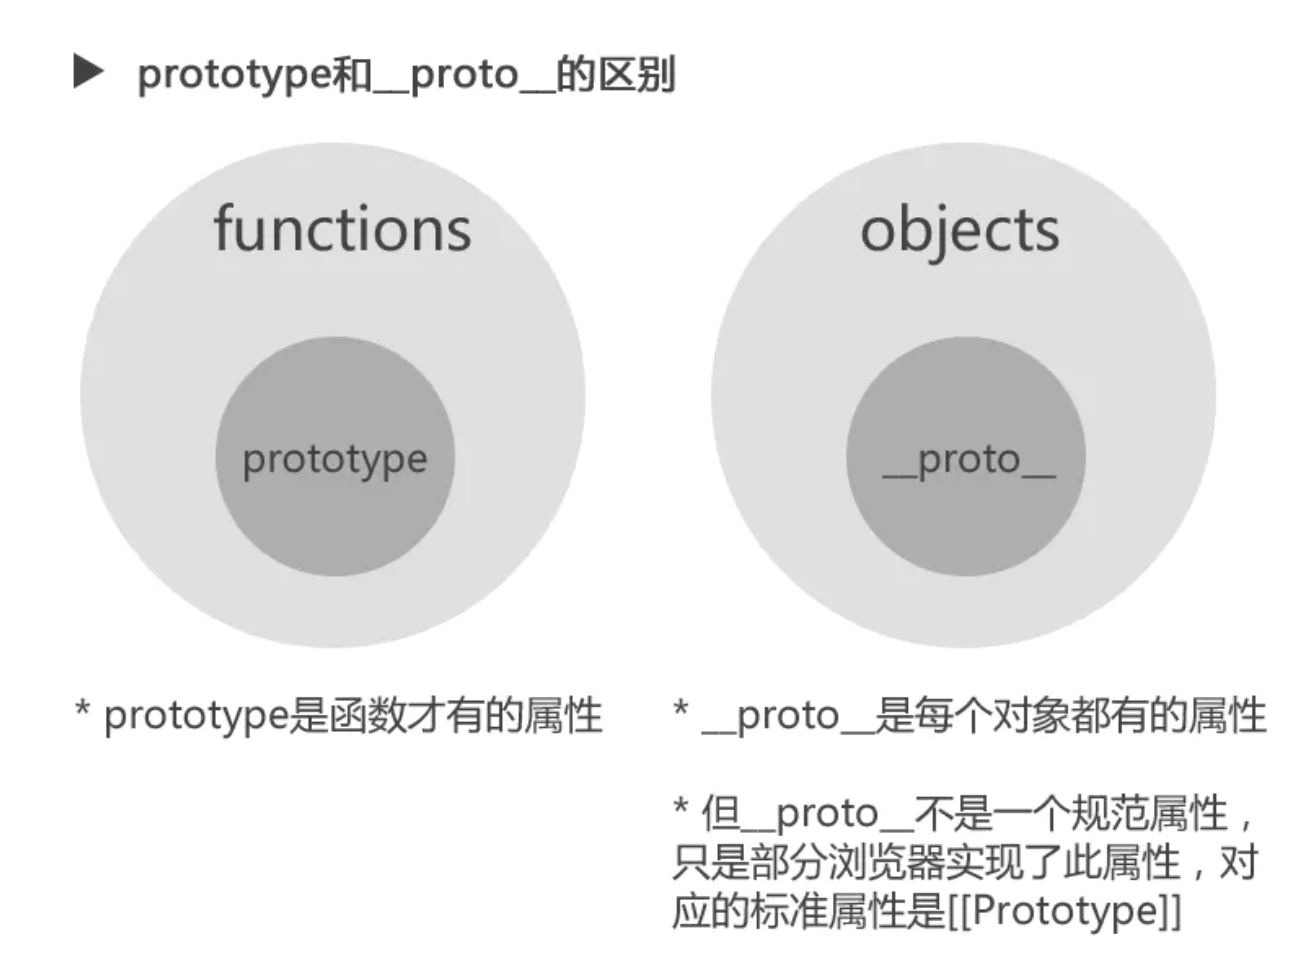 ▶ prototype和__proto__的区别
functions
objects
prototype
__proto__
* prototype是函数才有的属性
* __proto__是每个对象都有的属性
* 但__proto__不是一个规范属性，
只是部分浏览器实现了此属性，对
应的标准属性是[[Prototype]]